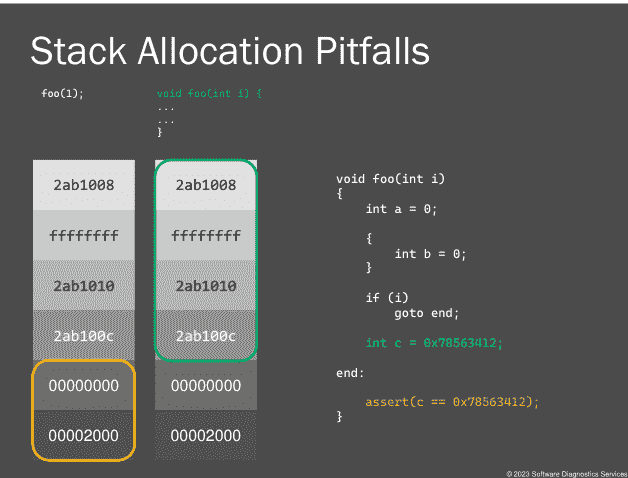 Stack Allocation Pitfalls
foo(1);
void foo(int i) {
...
...
}
2ab1008
ffffffff
2ab1010
2ab100c
00000000
00002000
2ab1008
ffffffff
2ab1010
2ab100c
00000000
00002000
void foo(int i)
{
    int a = 0;
    {
        int b = 0;
    }
    if (i)
        goto end;
    int c = 0x78563412;
end:
    assert(c == 0x78563412);
}
© 2023 Software Diagnostics Services